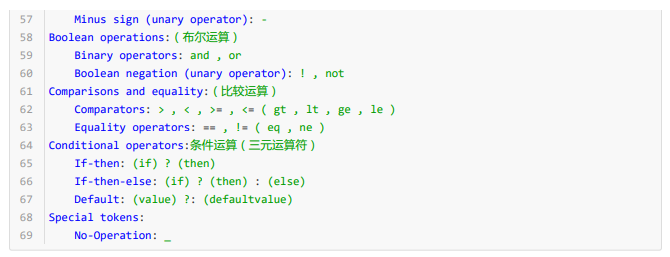 57 Minus sign (unary operator): -
58 Boolean operations:(布尔运算)
59 Binary operators: and , or
60 Boolean negation (unary operator): ! , not
61 Comparisons and equality:(比较运算)
62 Comparators: > , < , >= , <= ( gt , lt , ge , le )
63 Equality operators: == , != ( eq , ne )
64 Conditional operators:条件运算(三元运算符)
65 If-then: (if) ? (then)
66 If-then-else: (if) ? (then) : (else)
67 Default: (value) ?: (defaultvalue)
68 Special tokens:
69 No-Operation: _